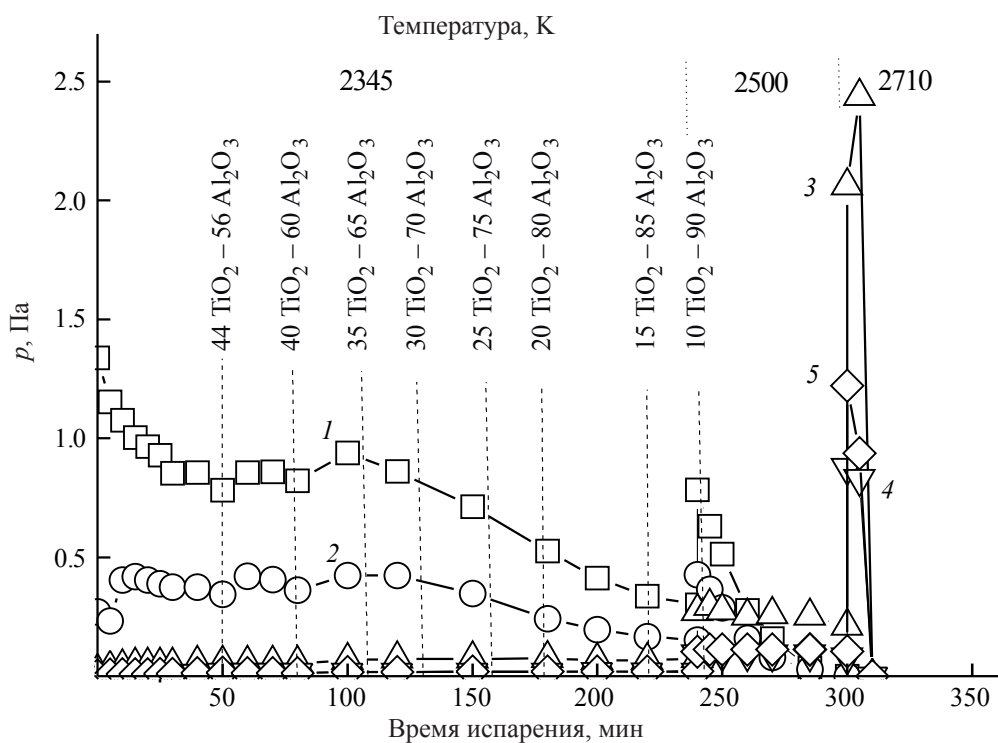 Температура, K
2345
2500
2710
2.5
2.0
1.5
1.0
0.5
p, Па
44 TiO₂ – 56 Al₂O₃
40 TiO₂ – 60 Al₂O₃
35 TiO₂ – 65 Al₂O₃
30 TiO₂ – 70 Al₂O₃
25 TiO₂ – 75 Al₂O₃
20 TiO₂ – 80 Al₂O₃
15 TiO₂ – 85 Al₂O₃
10 TiO₂ – 90 Al₂O₃
1
2
3
5
4
50
100
150
200
250
300
350
Время испарения, мин